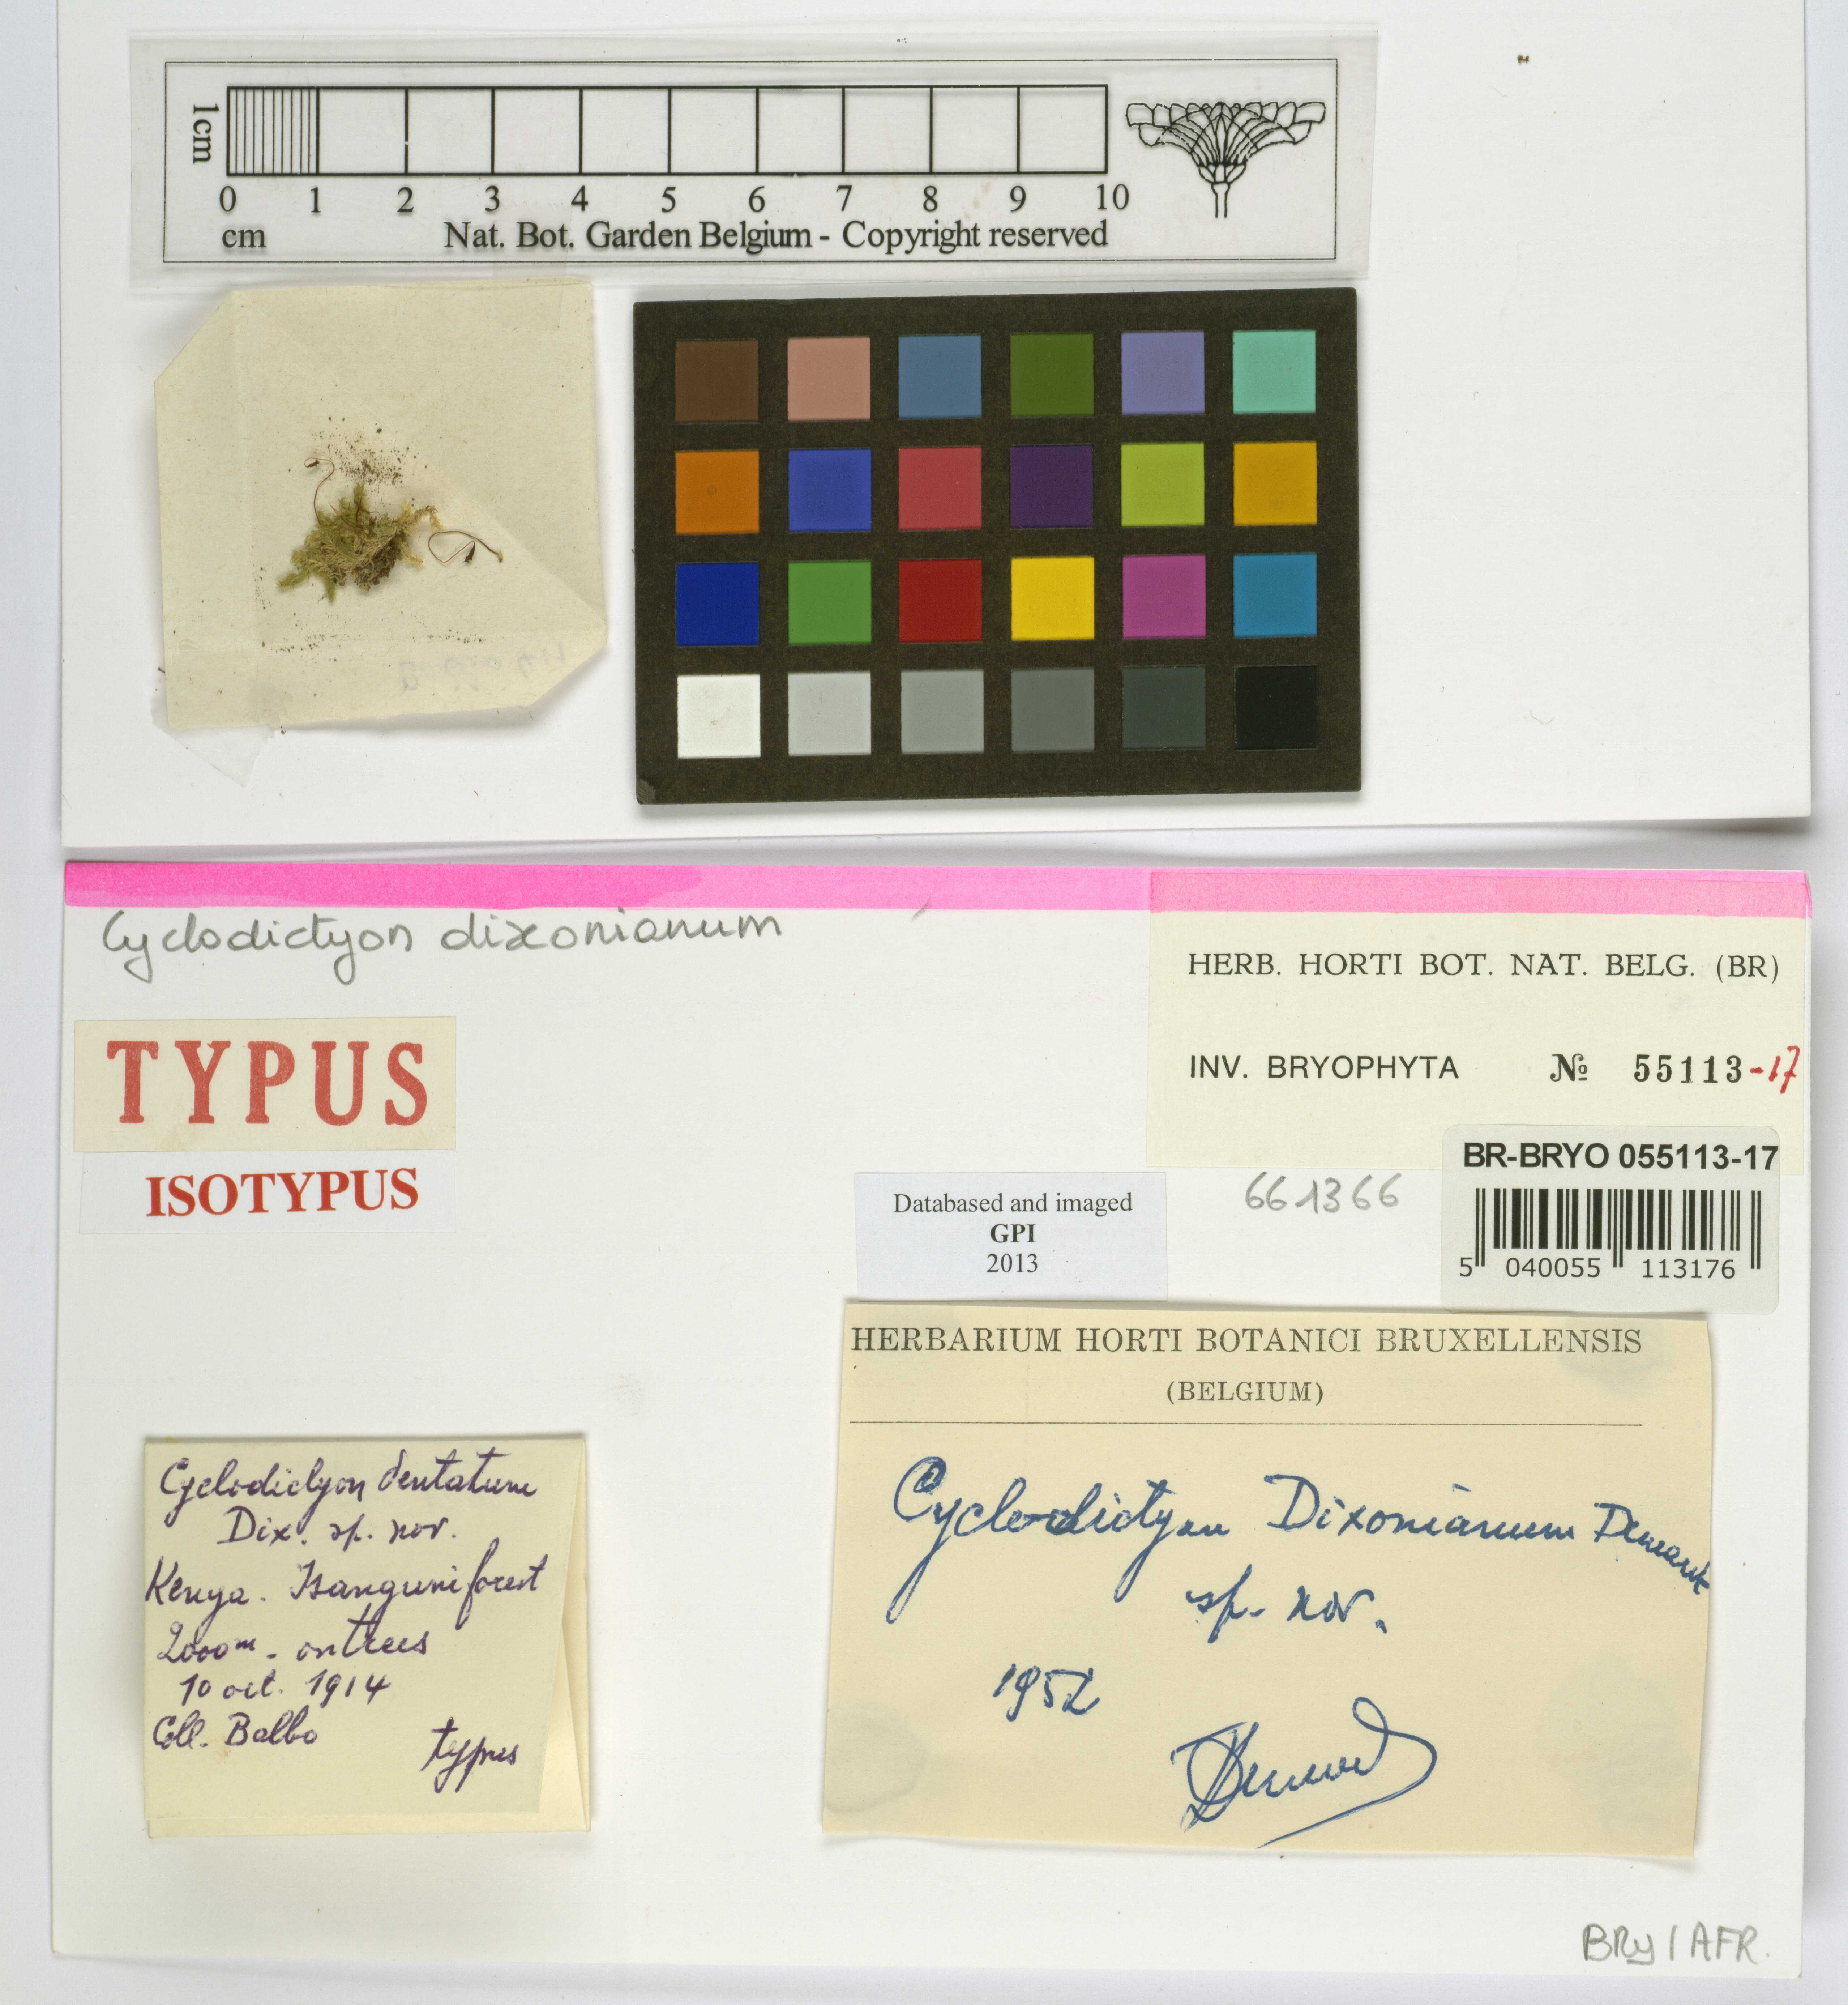 1cm
0 1 2 3 4 5 6 7 8 9 10
cm
Nat. Bot. Garden Belgium - Copyright reserved
Cyclodictyon dixonianum
HERB. HORTI BOT. NAT. BELG. (BR)
INV. BRYOPHYTA № 55113-17
TYPUS
ISOTYPUS
BR-BRYO 055113-17
5 040055 113176
661366
Databased and imaged
GPI
2013
Cyclodictyon dentatum
Dix. sp. nov.
Kenya. Isanguni forest
2000m. on trees
10 oct. 1914
Coll. Balbo
typus
HERBARIUM HORTI BOTANICI BRUXELLENSIS
(BELGIUM)
Cyclodictyon Dixonianum Demaret
sp. nov.
1952
Demaret
BRY/AFR.